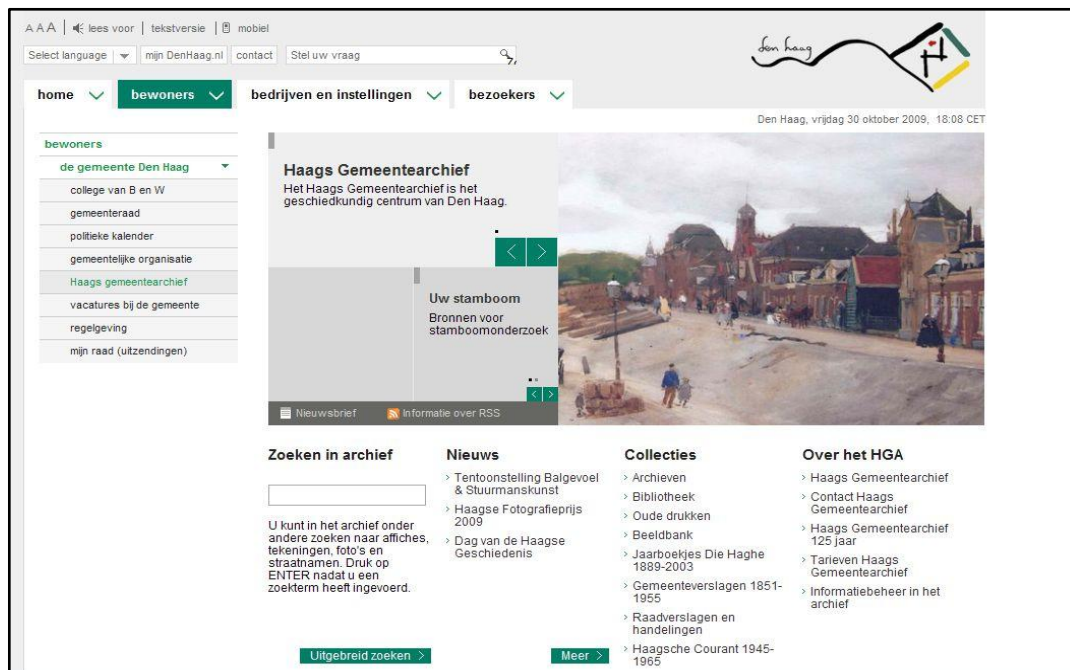 A A A
lees voor
tekstversie
mobiel
Select language
mijn DenHaag.nl
contact
Stel uw vraag
den haag
home
bewoners
bedrijven en instellingen
bezoekers
Den Haag, vrijdag 30 oktober 2009, 18:08 CET
bewoners
de gemeente Den Haag
college van B en W
gemeenteraad
politieke kalender
gemeentelijke organisatie
Haags gemeentearchief
vacatures bij de gemeente
regelgeving
mijn raad (uitzendingen)
Haags Gemeentearchief
Het Haags Gemeentearchief is het
geschiedkundig centrum van Den Haag.
Uw stamboom
Bronnen voor
stamboomonderzoek
Nieuwsbrief
Informatie over RSS
Zoeken in archief
U kunt in het archief onder
andere zoeken naar affiches,
tekeningen, foto's en
straatnamen. Druk op
ENTER nadat u een
zoekterm heeft ingevoerd.
Uitgebreid zoeken
Nieuws
Tentoonstelling Balgevoel
& Stuurmanskunst
Haagse Fotografieprijs
2009
Dag van de Haagse
Geschiedenis
Meer
Collecties
Archieven
Bibliotheek
Oude drukken
Beeldbank
Jaarboekjes Die Haghe
1889-2003
Gemeenteverslagen 1851-
1955
Raadverslagen en
handelingen
Haagsche Courant 1945-
1965
Over het HGA
Haags Gemeentearchief
Contact Haags
Gemeentearchief
Haags Gemeentearchief
125 jaar
Tarieven Haags
Gemeentearchief
Informatiebeheer in het
archief